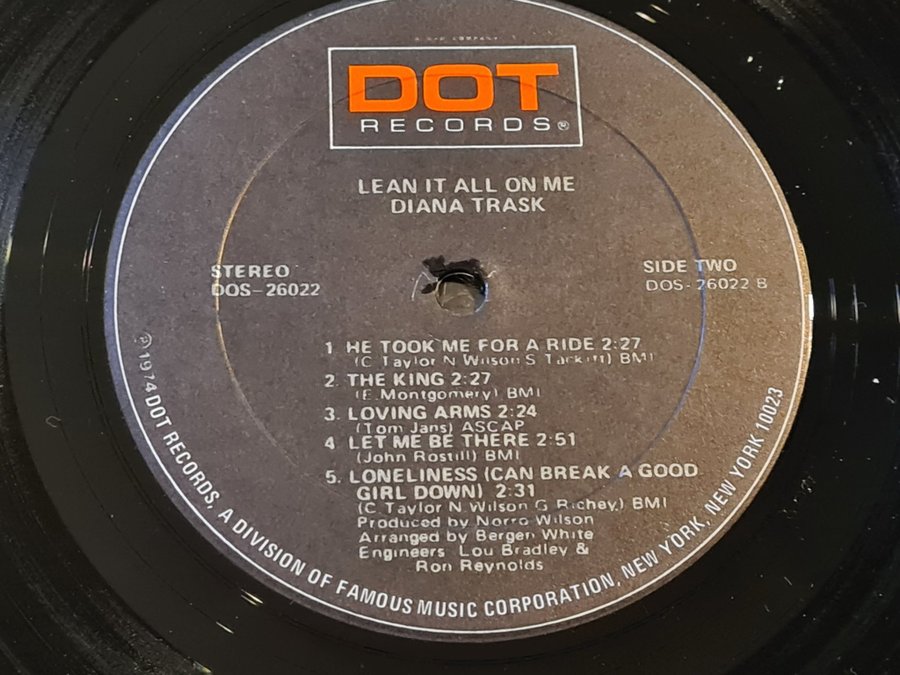 DOT
RECORDS®
LEAN IT ALL ON ME
DIANA TRASK
STEREO
DOS-26022
SIDE TWO
DOS-26022 B
1 HE TOOK ME FOR A RIDE 2:27
(C Taylor N Wilson S Tackitt) BMI
2. THE KING 2:27
(E. Montgomery) BMI
3. LOVING ARMS 2:24
(Tom Jans) ASCAP
4 LET ME BE THERE 2:51
(John Rostill) BMI
5. LONELINESS (CAN BREAK A GOOD
GIRL DOWN) 2:31
(C. Taylor N. Wilson G. Richey) BMI
Produced by Norro Wilson
Arranged by Bergen White
Engineers Lou Bradley &
Ron Reynolds
℗ 1974 DOT RECORDS, A DIVISION OF FAMOUS MUSIC CORPORATION, NEW YORK, NEW YORK 10023